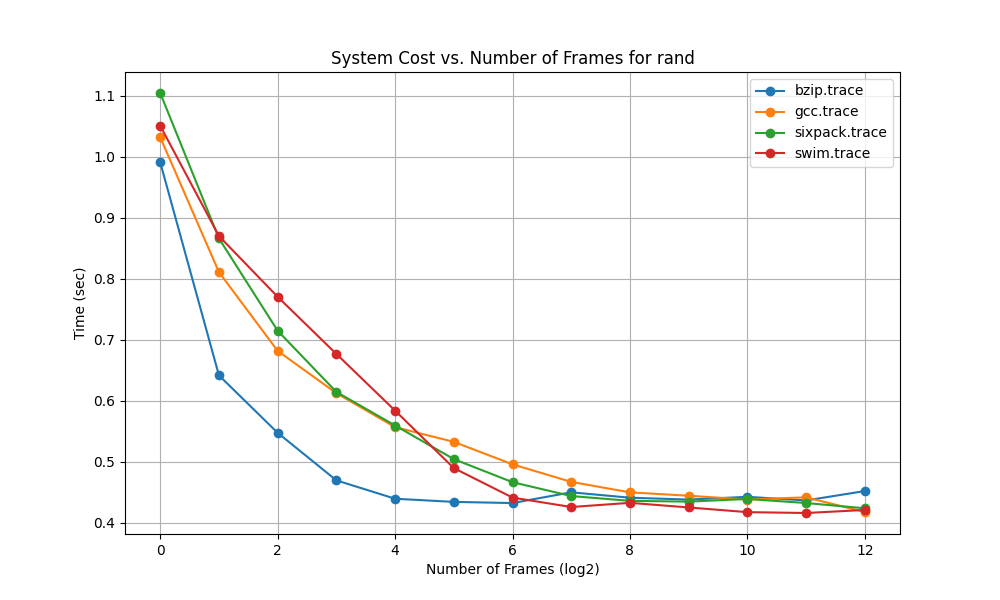 System Cost vs. Number of Frames for rand
bzip.trace
gcc.trace
sixpack.trace
swim.trace
Time (sec)
1.1
1.0
0.9
0.8
0.7
0.6
0.5
0.4
0 2 4 6 8 10 12
Number of Frames (log2)